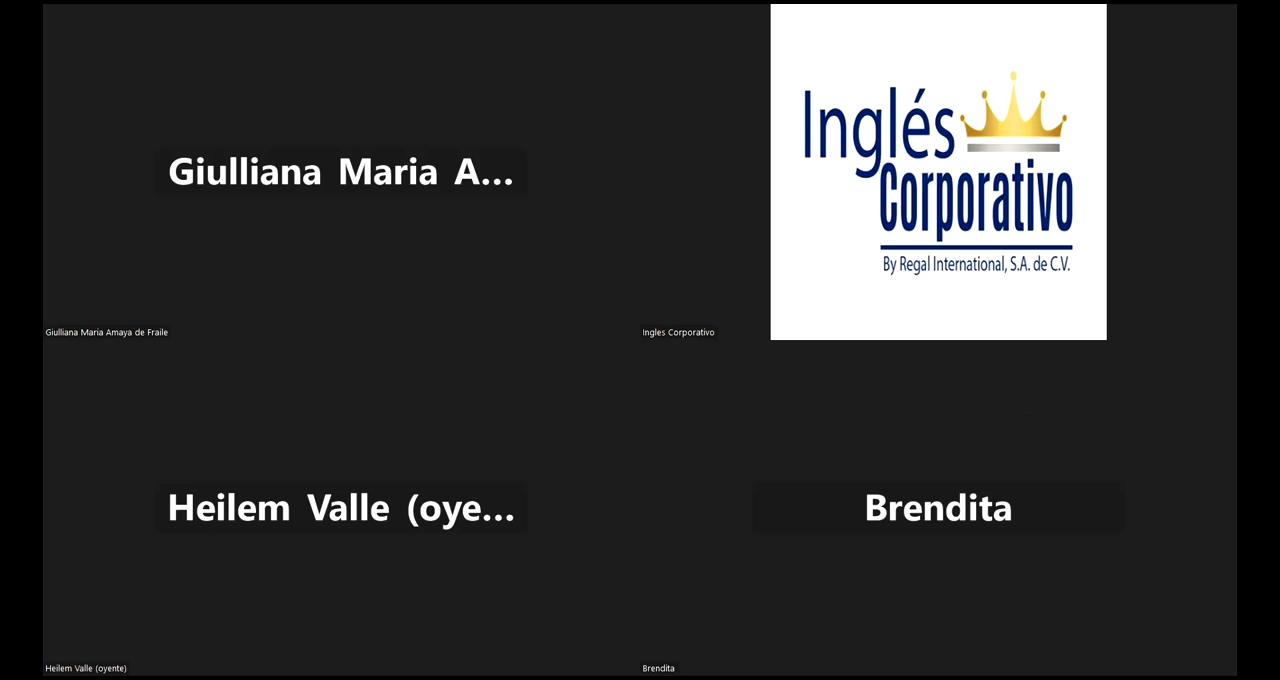 Giulliana Maria A...
Giulliana Maria Amaya de Fraile
Inglés
Corporativo
By Regal International, S.A. de C.V.
Ingles Corporativo
Heilem Valle (oye...
Heilem Valle (oyente)
Brendita
Brendita